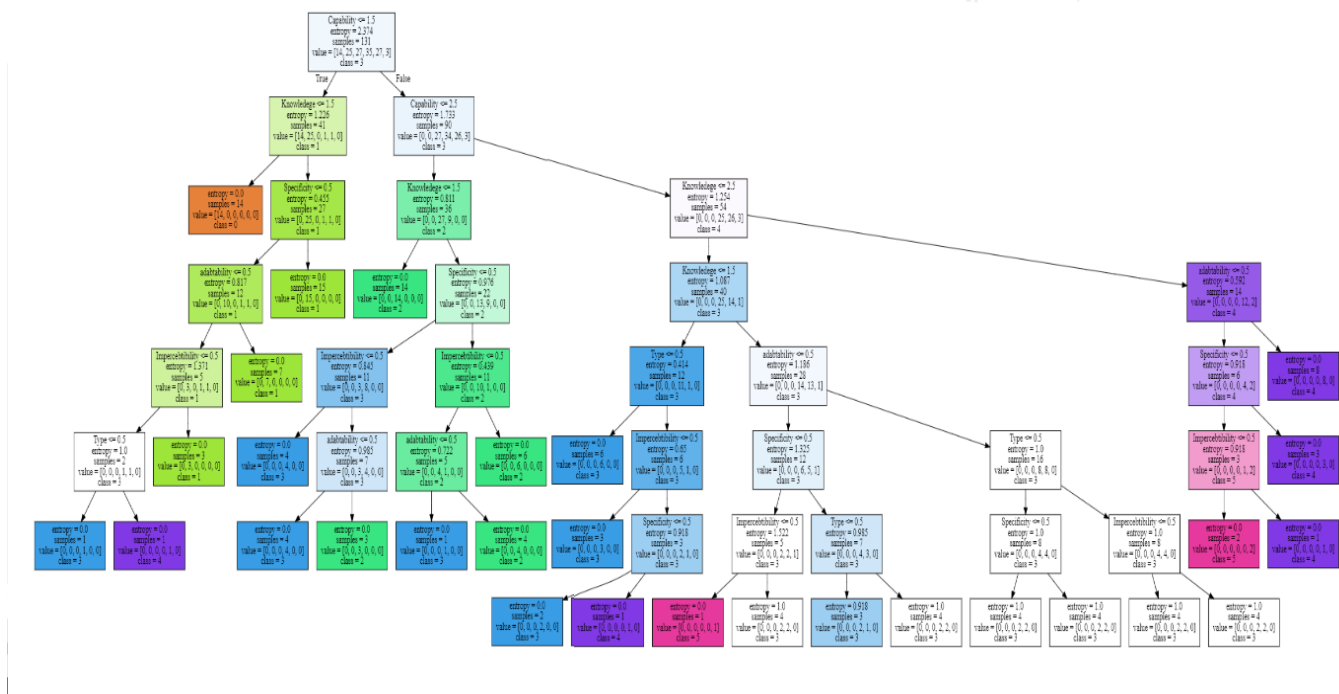 Capability <= 1.5
entropy = 2.374
samples = 131
value = [14, 25, 27, 35, 27, 3]
class = 3
True
False
Knowledege <= 1.5
entropy = 1.226
samples = 41
value = [14, 25, 0, 1, 1, 0]
class = 1
Capability <= 2.5
entropy = 1.733
samples = 90
value = [0, 0, 27, 34, 26, 3]
class = 3
entropy = 0.0
samples = 14
value = [14, 0, 0, 0, 0, 0]
class = 0
Specificity <= 0.5
entropy = 0.455
samples = 27
value = [0, 25, 0, 1, 1, 0]
class = 1
Knowledege <= 1.5
entropy = 0.811
samples = 36
value = [0, 0, 27, 9, 0, 0]
class = 2
Knowledege <= 2.5
entropy = 1.254
samples = 54
value = [0, 0, 0, 25, 26, 3]
class = 4
adabtability <= 0.5
entropy = 0.817
samples = 12
value = [0, 10, 0, 1, 1, 0]
class = 1
entropy = 0.0
samples = 15
value = [0, 15, 0, 0, 0, 0]
class = 1
entropy = 0.0
samples = 14
value = [0, 0, 14, 0, 0, 0]
class = 2
Specificity <= 0.5
entropy = 0.976
samples = 22
value = [0, 0, 13, 9, 0, 0]
class = 2
Knowledege <= 1.5
entropy = 1.087
samples = 40
value = [0, 0, 0, 25, 14, 1]
class = 3
adabtability <= 0.5
entropy = 0.592
samples = 14
value = [0, 0, 0, 0, 12, 2]
class = 4
Impercebtibility <= 0.5
entropy = 1.371
samples = 5
value = [0, 3, 0, 1, 1, 0]
class = 1
entropy = 0.0
samples = 7
value = [0, 7, 0, 0, 0, 0]
class = 1
Impercebtibility <= 0.5
entropy = 0.845
samples = 11
value = [0, 0, 3, 8, 0, 0]
class = 3
Impercebtibility <= 0.5
entropy = 0.439
samples = 11
value = [0, 0, 10, 1, 0, 0]
class = 2
Type <= 0.5
entropy = 0.414
samples = 12
value = [0, 0, 0, 11, 1, 0]
class = 3
adabtability <= 0.5
entropy = 1.186
samples = 28
value = [0, 0, 0, 14, 13, 1]
class = 3
Specificity <= 0.5
entropy = 0.918
samples = 6
value = [0, 0, 0, 0, 4, 2]
class = 4
entropy = 0.0
samples = 8
value = [0, 0, 0, 0, 8, 0]
class = 4
Type <= 0.5
entropy = 1.0
samples = 2
value = [0, 0, 0, 1, 1, 0]
class = 3
entropy = 0.0
samples = 3
value = [0, 3, 0, 0, 0, 0]
class = 1
entropy = 0.0
samples = 4
value = [0, 0, 0, 4, 0, 0]
class = 3
adabtability <= 0.5
entropy = 0.985
samples = 7
value = [0, 0, 3, 4, 0, 0]
class = 3
adabtability <= 0.5
entropy = 0.722
samples = 5
value = [0, 0, 4, 1, 0, 0]
class = 2
entropy = 0.0
samples = 6
value = [0, 0, 6, 0, 0, 0]
class = 2
entropy = 0.0
samples = 6
value = [0, 0, 0, 6, 0, 0]
class = 3
Impercebtibility <= 0.5
entropy = 0.65
samples = 6
value = [0, 0, 0, 5, 1, 0]
class = 3
Specificity <= 0.5
entropy = 1.325
samples = 12
value = [0, 0, 0, 6, 5, 1]
class = 3
Type <= 0.5
entropy = 1.0
samples = 16
value = [0, 0, 0, 8, 8, 0]
class = 3
Impercebtibility <= 0.5
entropy = 0.918
samples = 3
value = [0, 0, 0, 0, 1, 2]
class = 5
entropy = 0.0
samples = 3
value = [0, 0, 0, 0, 3, 0]
class = 4
entropy = 0.0
samples = 1
value = [0, 0, 0, 1, 0, 0]
class = 3
entropy = 0.0
samples = 1
value = [0, 0, 0, 0, 1, 0]
class = 4
entropy = 0.0
samples = 4
value = [0, 0, 0, 4, 0, 0]
class = 3
entropy = 0.0
samples = 3
value = [0, 0, 3, 0, 0, 0]
class = 2
entropy = 0.0
samples = 1
value = [0, 0, 0, 1, 0, 0]
class = 3
entropy = 0.0
samples = 4
value = [0, 0, 4, 0, 0, 0]
class = 2
entropy = 0.0
samples = 3
value = [0, 0, 0, 3, 0, 0]
class = 3
Specificity <= 0.5
entropy = 0.918
samples = 3
value = [0, 0, 0, 2, 1, 0]
class = 3
Impercebtibility <= 0.5
entropy = 1.522
samples = 5
value = [0, 0, 0, 2, 2, 1]
class = 3
Type <= 0.5
entropy = 0.985
samples = 7
value = [0, 0, 0, 4, 3, 0]
class = 3
Specificity <= 0.5
entropy = 1.0
samples = 8
value = [0, 0, 0, 4, 4, 0]
class = 3
Impercebtibility <= 0.5
entropy = 1.0
samples = 8
value = [0, 0, 0, 4, 4, 0]
class = 3
entropy = 0.0
samples = 2
value = [0, 0, 0, 0, 0, 2]
class = 5
entropy = 0.0
samples = 1
value = [0, 0, 0, 0, 1, 0]
class = 4
entropy = 0.0
samples = 2
value = [0, 0, 0, 2, 0, 0]
class = 3
entropy = 0.0
samples = 1
value = [0, 0, 0, 0, 1, 0]
class = 4
entropy = 0.0
samples = 1
value = [0, 0, 0, 0, 0, 1]
class = 5
entropy = 1.0
samples = 4
value = [0, 0, 0, 2, 2, 0]
class = 3
entropy = 0.918
samples = 3
value = [0, 0, 0, 2, 1, 0]
class = 3
entropy = 1.0
samples = 4
value = [0, 0, 0, 2, 2, 0]
class = 3
entropy = 1.0
samples = 4
value = [0, 0, 0, 2, 2, 0]
class = 3
entropy = 1.0
samples = 4
value = [0, 0, 0, 2, 2, 0]
class = 3
entropy = 1.0
samples = 4
value = [0, 0, 0, 2, 2, 0]
class = 3
entropy = 1.0
samples = 4
value = [0, 0, 0, 2, 2, 0]
class = 3